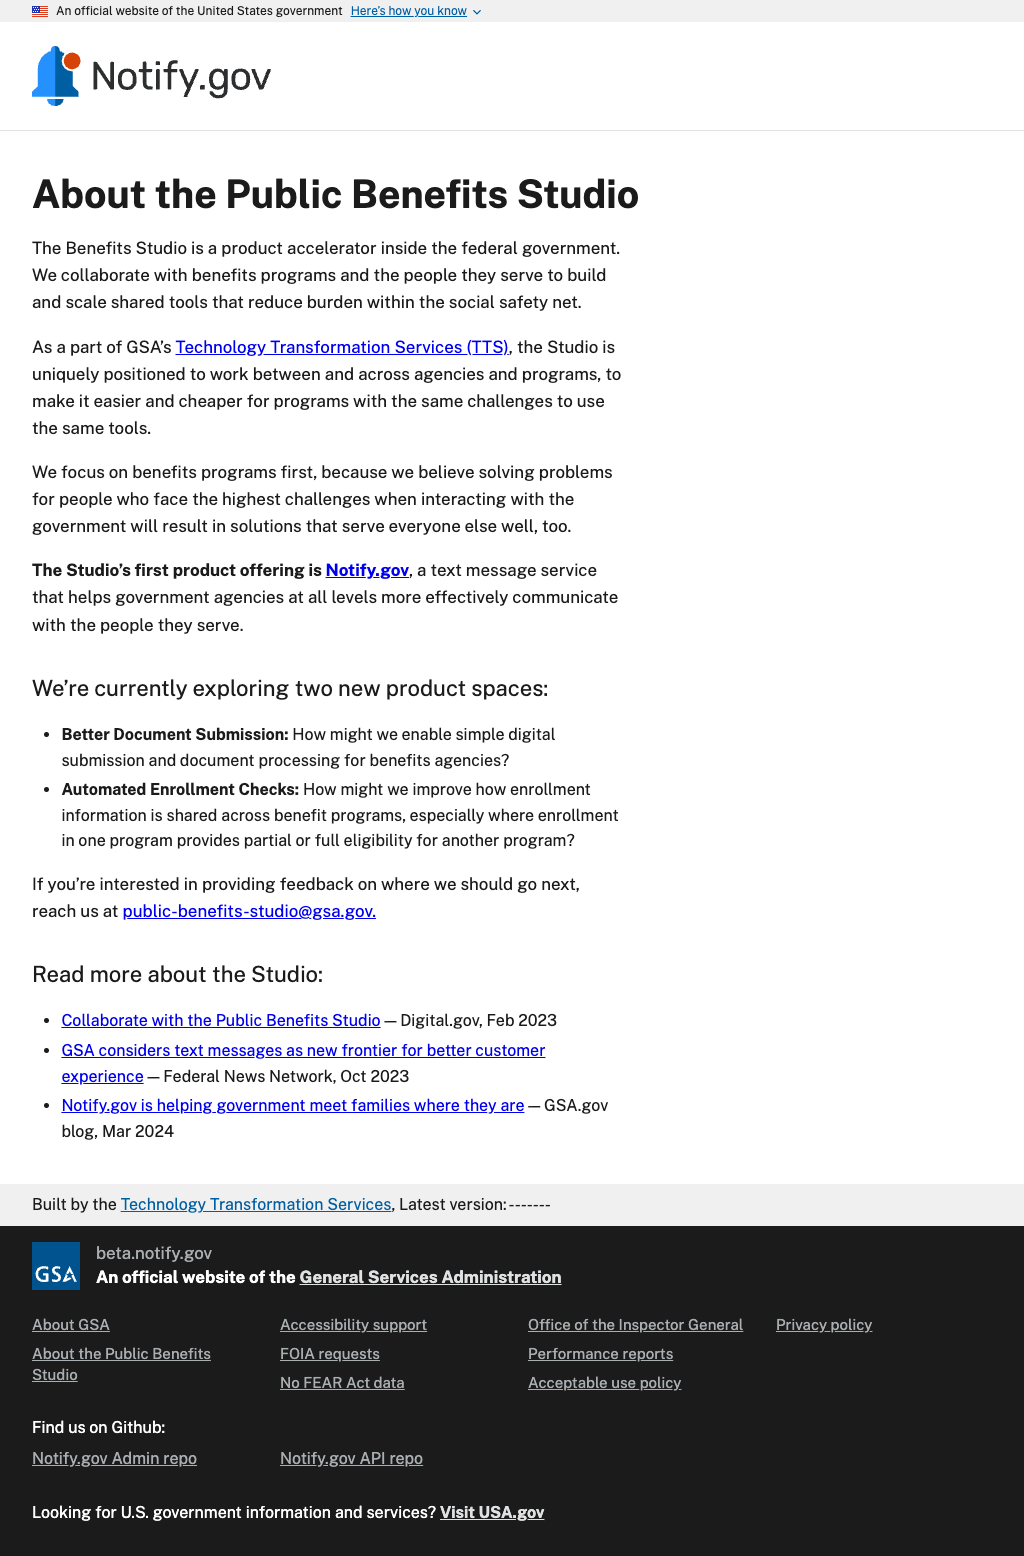 An official website of the United States government Here's how you know
Notify.gov
About the Public Benefits Studio
The Benefits Studio is a product accelerator inside the federal government.
We collaborate with benefits programs and the people they serve to build
and scale shared tools that reduce burden within the social safety net.
As a part of GSA’s Technology Transformation Services (TTS), the Studio is
uniquely positioned to work between and across agencies and programs, to
make it easier and cheaper for programs with the same challenges to use
the same tools.
We focus on benefits programs first, because we believe solving problems
for people who face the highest challenges when interacting with the
government will result in solutions that serve everyone else well, too.
The Studio’s first product offering is Notify.gov, a text message service
that helps government agencies at all levels more effectively communicate
with the people they serve.
We’re currently exploring two new product spaces:
• Better Document Submission: How might we enable simple digital
submission and document processing for benefits agencies?
• Automated Enrollment Checks: How might we improve how enrollment
information is shared across benefit programs, especially where enrollment
in one program provides partial or full eligibility for another program?
If you’re interested in providing feedback on where we should go next,
reach us at public-benefits-studio@gsa.gov.
Read more about the Studio:
• Collaborate with the Public Benefits Studio — Digital.gov, Feb 2023
• GSA considers text messages as new frontier for better customer
experience — Federal News Network, Oct 2023
• Notify.gov is helping government meet families where they are — GSA.gov
blog, Mar 2024
Built by the Technology Transformation Services, Latest version: -------
GSA
beta.notify.gov
An official website of the General Services Administration
About GSA
About the Public Benefits
Studio
Accessibility support
FOIA requests
No FEAR Act data
Office of the Inspector General
Performance reports
Acceptable use policy
Privacy policy
Find us on Github:
Notify.gov Admin repo
Notify.gov API repo
Looking for U.S. government information and services? Visit USA.gov